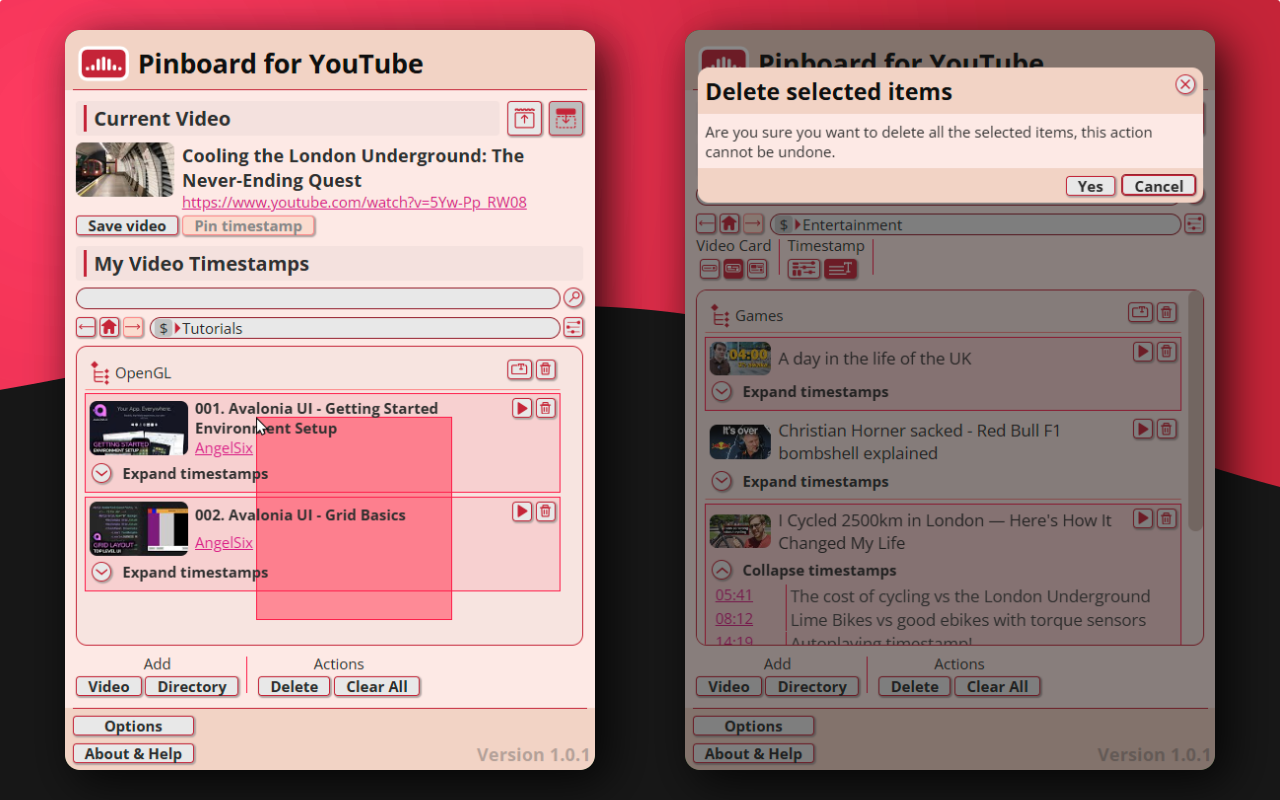 Pinboard for YouTube
Current Video
Cooling the London Underground: The
Never-Ending Quest
https://www.youtube.com/watch?v=5Yw-Pp_RW08
Save video
Pin timestamp
My Video Timestamps
$ Tutorials
OpenGL
Your App. Everywhere.
GETTING STARTED
ENVIRONMENT SETUP
001. Avalonia UI - Getting Started
Environment Setup
AngelSix
Expand timestamps
GRID LAYOUT
TOP LEVEL UI
002. Avalonia UI - Grid Basics
AngelSix
Expand timestamps
Add
Actions
Video
Directory
Delete
Clear All
Options
About & Help
Version 1.0.1
Pinboard for YouTube
Delete selected items
Are you sure you want to delete all the selected items, this action
cannot be undone.
Yes
Cancel
$ Entertainment
Video Card
Timestamp
Games
04:00
A day in the life of the UK
Expand timestamps
It's over
Christian Horner sacked - Red Bull F1
bombshell explained
Expand timestamps
I Cycled 2500km in London — Here's How It
Changed My Life
Collapse timestamps
05:41 The cost of cycling vs the London Underground
08:12 Lime Bikes vs good ebikes with torque sensors
14:19 Autoplaying timestamp!
Add
Actions
Video
Directory
Delete
Clear All
Options
About & Help
Version 1.0.1